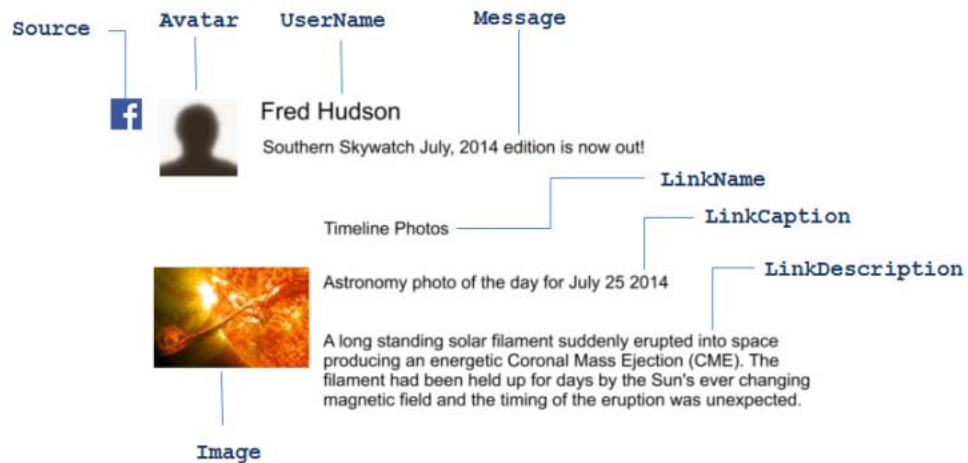 Source
Avatar
UserName
Message
f
Fred Hudson
Southern Skywatch July, 2014 edition is now out!
LinkName
Timeline Photos
LinkCaption
Astronomy photo of the day for July 25 2014
LinkDescription
A long standing solar filament suddenly erupted into space
producing an energetic Coronal Mass Ejection (CME). The
filament had been held up for days by the Sun's ever changing
magnetic field and the timing of the eruption was unexpected.
Image